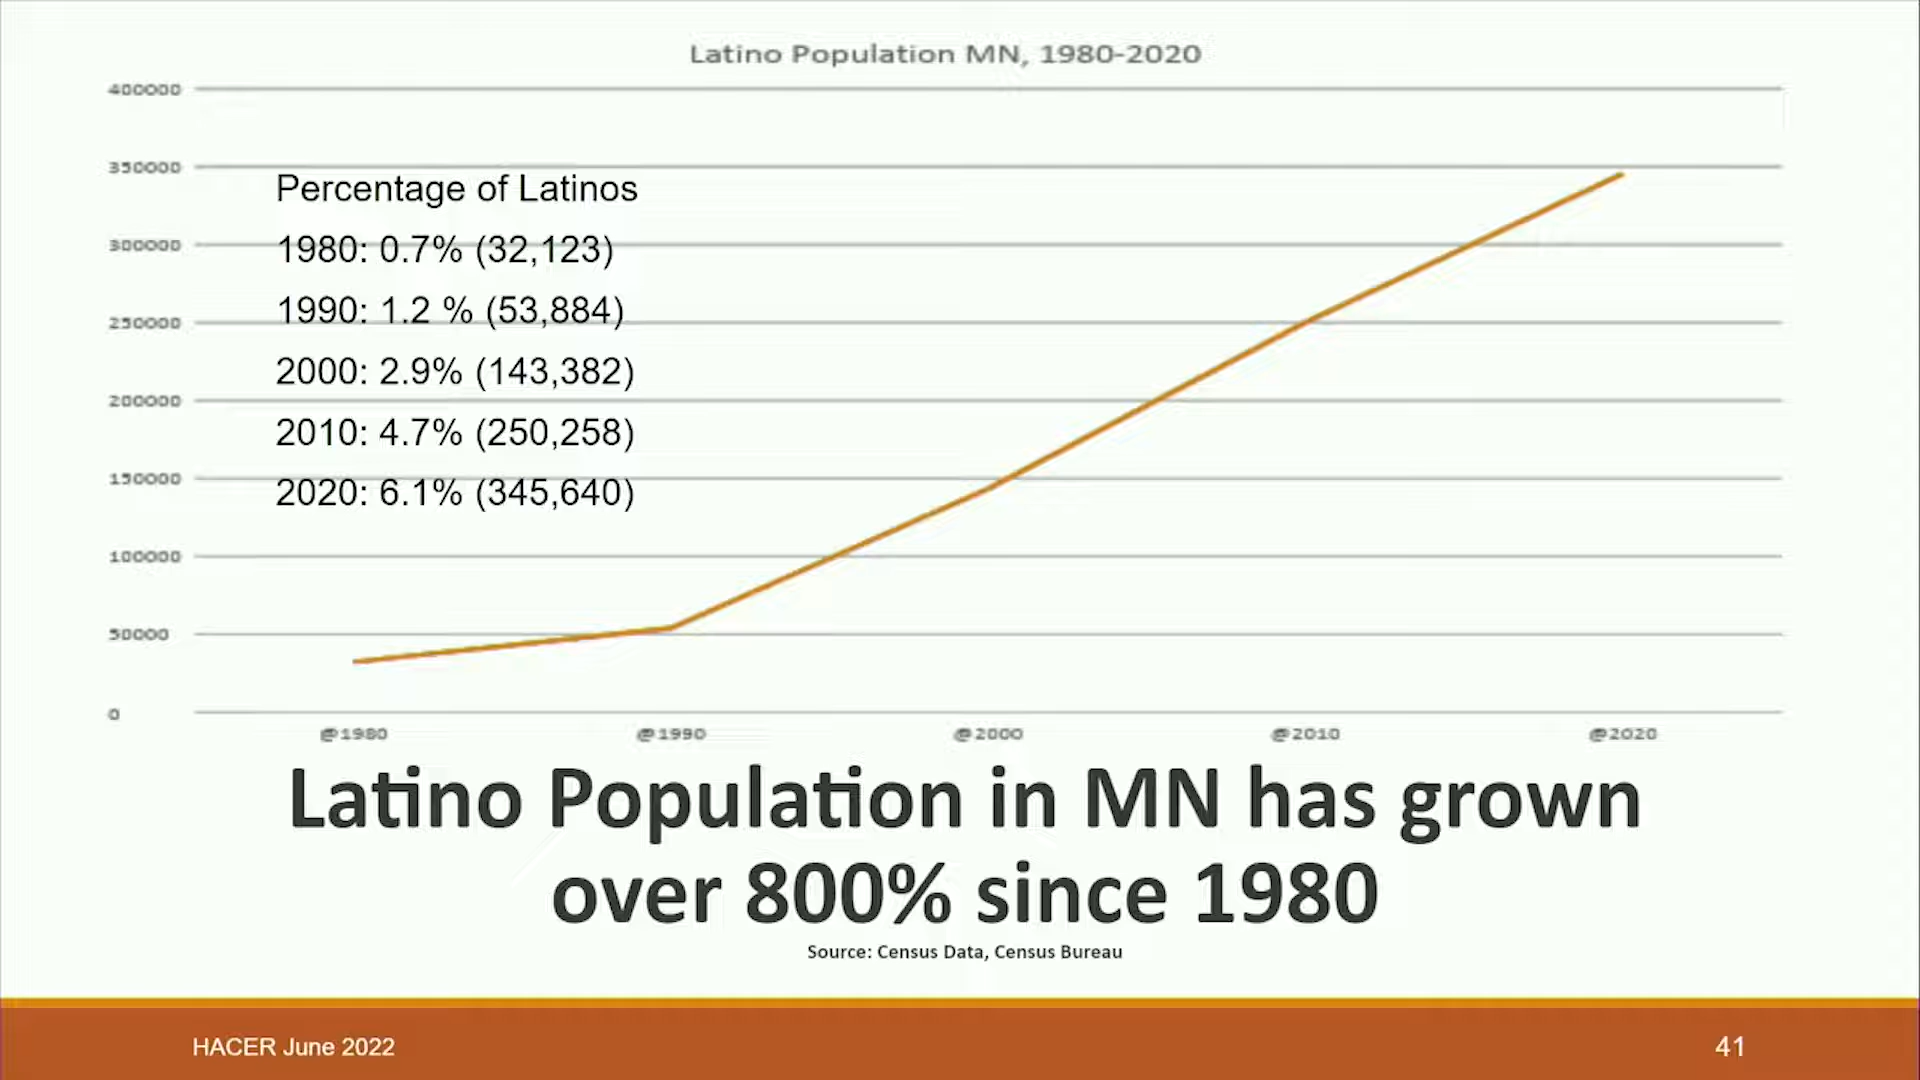 Latino Population MN, 1980-2020
400000
350000
300000
250000
200000
150000
100000
50000
0
Percentage of Latinos
1980: 0.7% (32,123)
1990: 1.2 % (53,884)
2000: 2.9% (143,382)
2010: 4.7% (250,258)
2020: 6.1% (345,640)
@1980 @1990 @2000 @2010 @2020
Latino Population in MN has grown
over 800% since 1980
Source: Census Data, Census Bureau
HACER June 2022
41